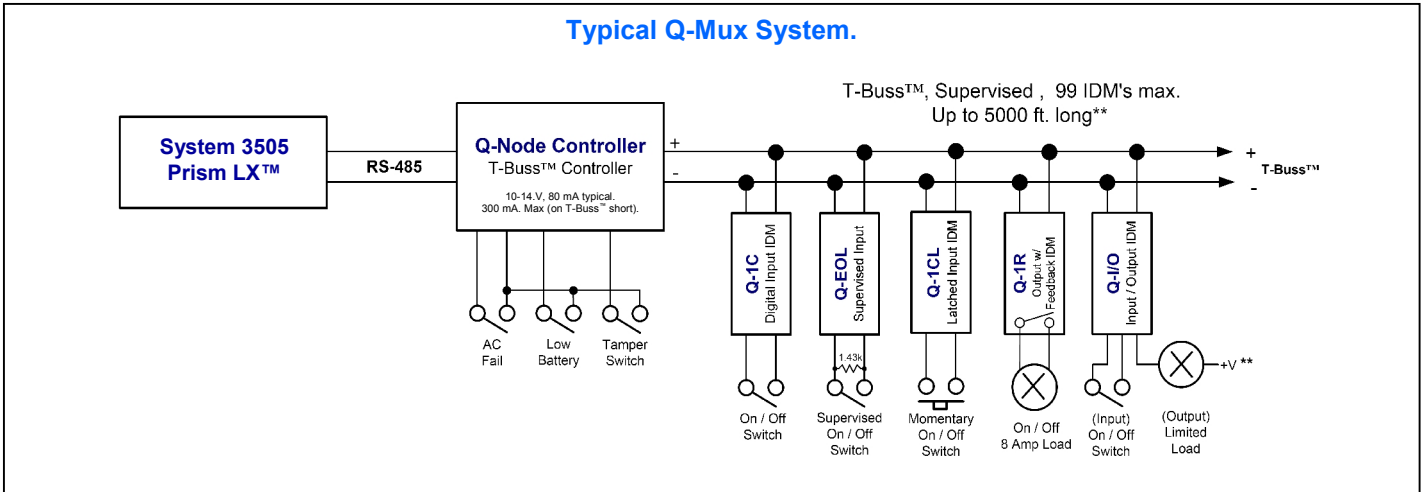 Typical Q-Mux System.
T-Buss™, Supervised , 99 IDM's max.
Up to 5000 ft. long**
System 3505
Prism LX™
RS-485
Q-Node Controller
T-Buss™ Controller
10-14.V, 80 mA typical.
300 mA. Max (on T-Buss™ short).
+
-
+
T-Buss™
-
Q-1C
Digital Input IDM
Q-EOL
Supervised Input
Q-1CL
Latched Input IDM
Q-1R
Output w/
Feedback IDM
Q-I/O
Input / Output IDM
AC
Fail
Low
Battery
Tamper
Switch
1.43k
On / Off
Switch
Supervised
On / Off
Switch
Momentary
On / Off
Switch
On / Off
8 Amp Load
(Input)
On / Off
Switch
(Output)
Limited
Load
+V **